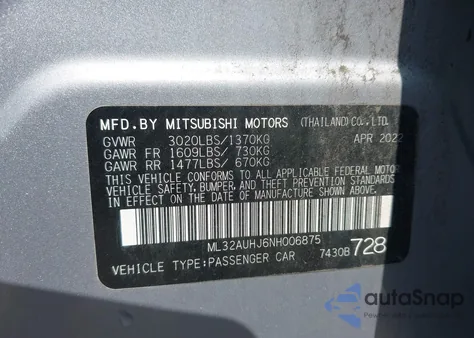 MFD.BY MITSUBISHI MOTORS (THAILAND)CO.,LTD.
GVWR 3020LBS/1370KG APR 2022
GAWR FR 1609LBS/ 730KG
GAWR RR 1477LBS/ 670KG
THIS VEHICLE CONFORMS TO ALL APPLICABLE FEDERAL MOTOR
VEHICLE SAFETY, BUMPER, AND THEFT PREVENTION STANDARDS
IN EFFECT ON THE DATE OF MANUFACTURE SHOWN ABOVE.
ML32AUHJ6NH006875
VEHICLE TYPE:PASSENGER CAR 7430B 728
autoSnap
Powered by